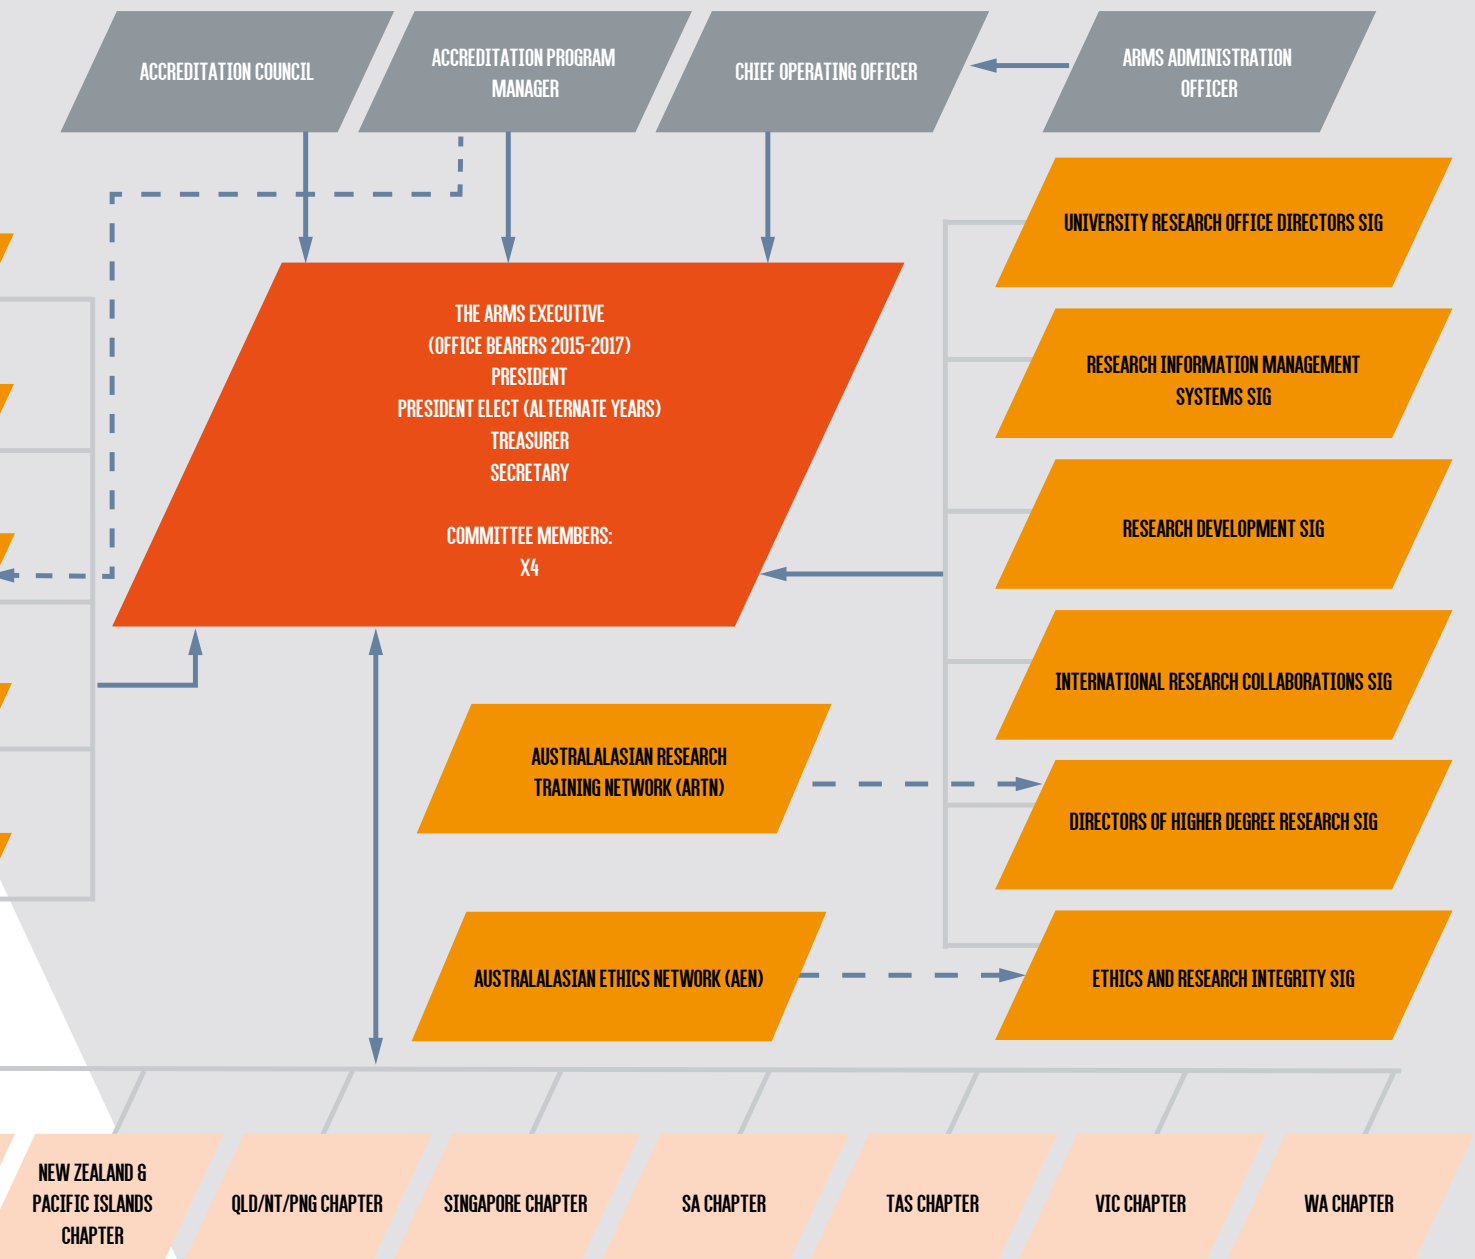 ACCREDITATION COUNCIL
ACCREDITATION PROGRAM
MANAGER
CHIEF OPERATING OFFICER
ARMS ADMINISTRATION
OFFICER
UNIVERSITY RESEARCH OFFICE DIRECTORS SIG
THE ARMS EXECUTIVE
(OFFICE BEARERS 2015-2017)
PRESIDENT
PRESIDENT ELECT (ALTERNATE YEARS)
TREASURER
SECRETARY
COMMITTEE MEMBERS:
X4
RESEARCH INFORMATION MANAGEMENT
SYSTEMS SIG
RESEARCH DEVELOPMENT SIG
INTERNATIONAL RESEARCH COLLABORATIONS SIG
AUSTRALALASIAN RESEARCH
TRAINING NETWORK (ARTN)
DIRECTORS OF HIGHER DEGREE RESEARCH SIG
AUSTRALALASIAN ETHICS NETWORK (AEN)
ETHICS AND RESEARCH INTEGRITY SIG
NEW ZEALAND &
PACIFIC ISLANDS
CHAPTER
QLD/NT/PNG CHAPTER
SINGAPORE CHAPTER
SA CHAPTER
TAS CHAPTER
VIC CHAPTER
WA CHAPTER